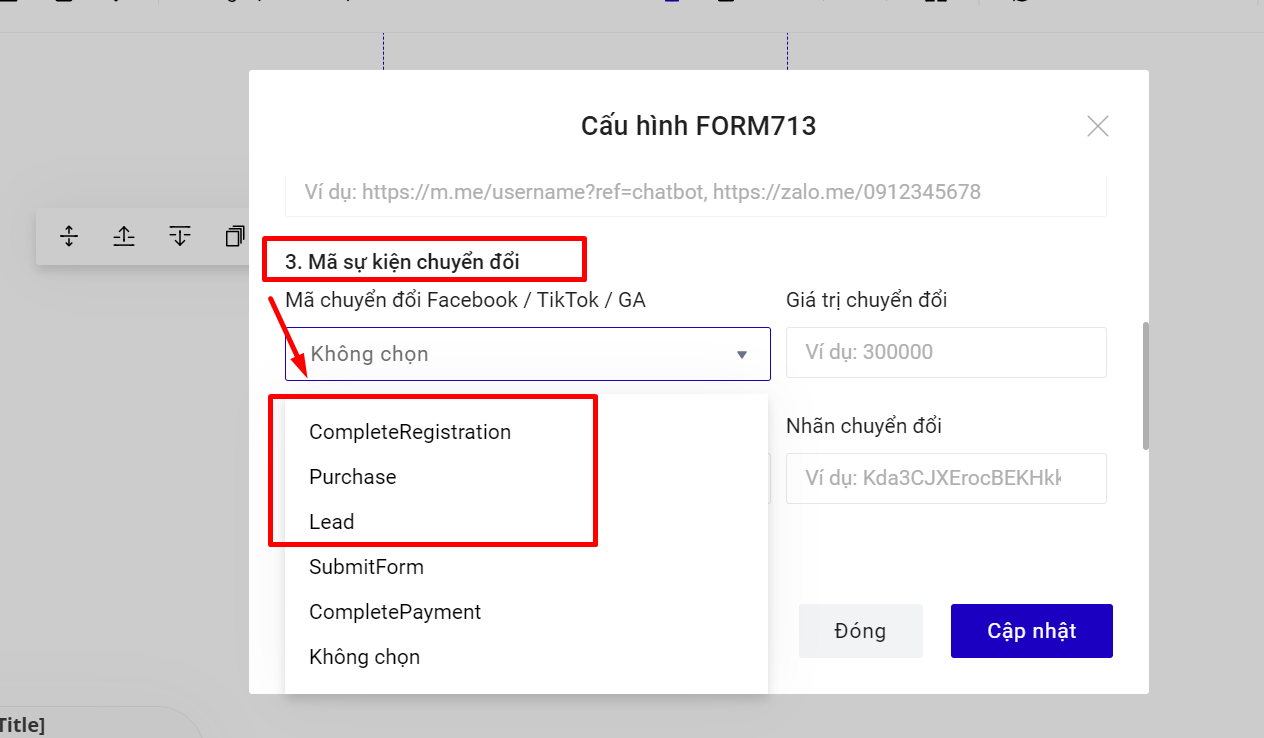 Cấu hình FORM713
Ví dụ: https://m.me/username?ref=chatbot, https://zalo.me/0912345678
3. Mã sự kiện chuyển đổi
Mã chuyển đổi Facebook / TikTok / GA
Giá trị chuyển đổi
Không chọn
Ví dụ: 300000
CompleteRegistration
Purchase
Lead
SubmitForm
CompletePayment
Không chọn
Nhãn chuyển đổi
Ví dụ: Kda3CJXErocBEKHkk
Đóng
Cập nhật
Title]